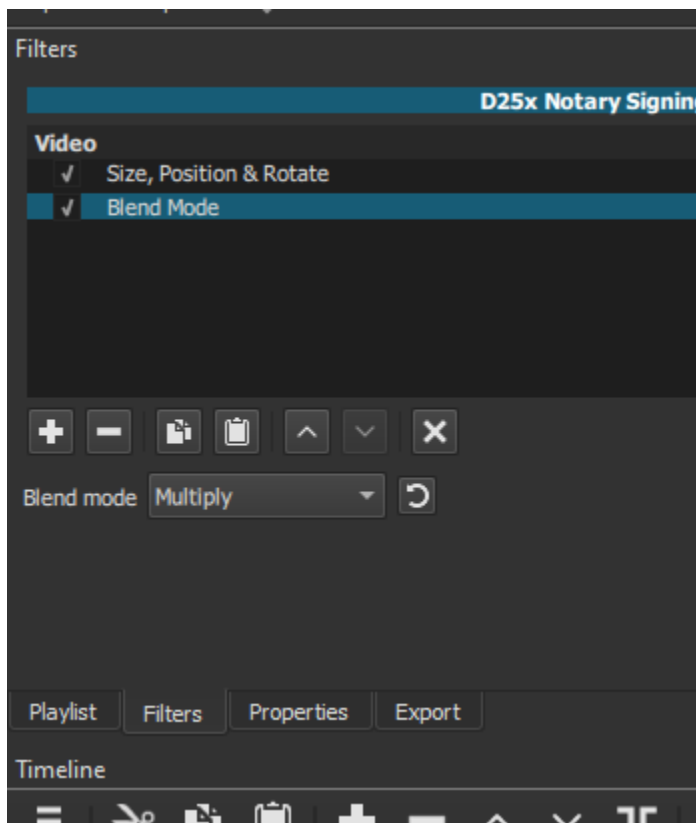 Filters
D25x Notary Signing
Video
Size, Position & Rotate
Blend Mode
Blend mode Multiply
Playlist Filters Properties Export
Timeline